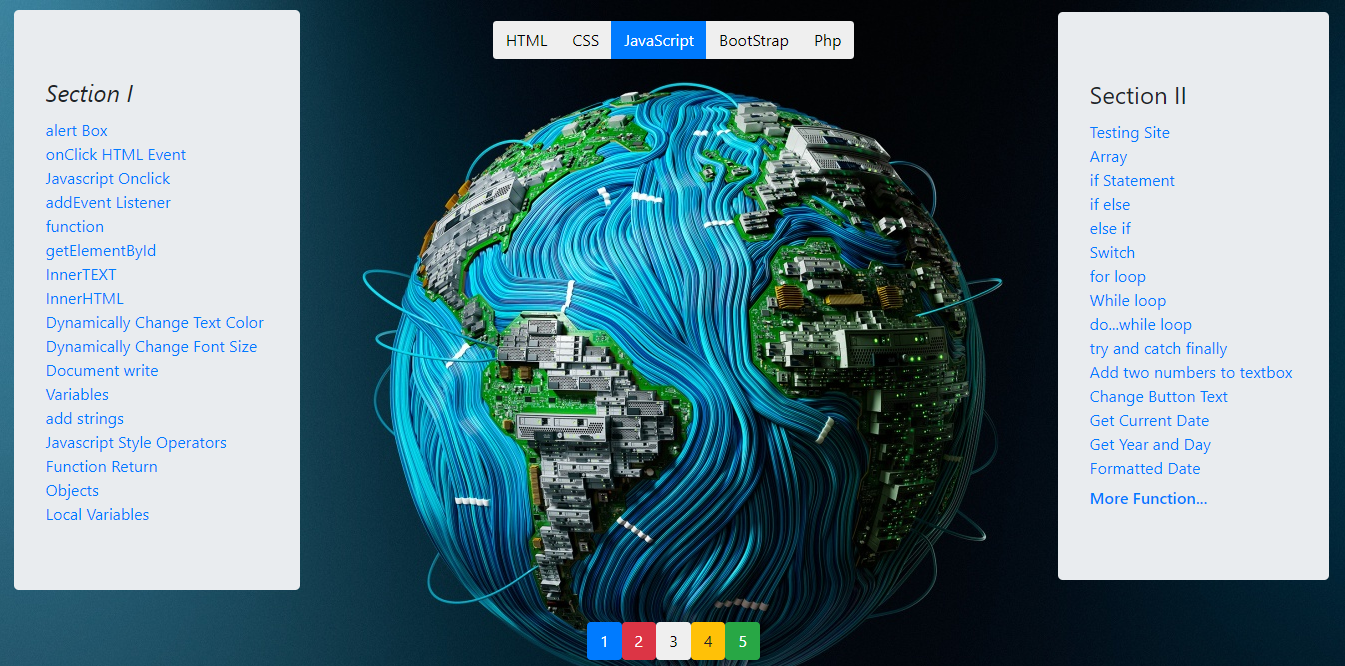 HTML CSS JavaScript BootStrap Php
Section I
alert Box
onClick HTML Event
Javascript Onclick
addEvent Listener
function
getElementById
InnerTEXT
InnerHTML
Dynamically Change Text Color
Dynamically Change Font Size
Document write
Variables
add strings
Javascript Style Operators
Function Return
Objects
Local Variables
Section II
Testing Site
Array
if Statement
if else
else if
Switch
for loop
While loop
do...while loop
try and catch finally
Add two numbers to textbox
Change Button Text
Get Current Date
Get Year and Day
Formatted Date
More Function...
1 2 3 4 5